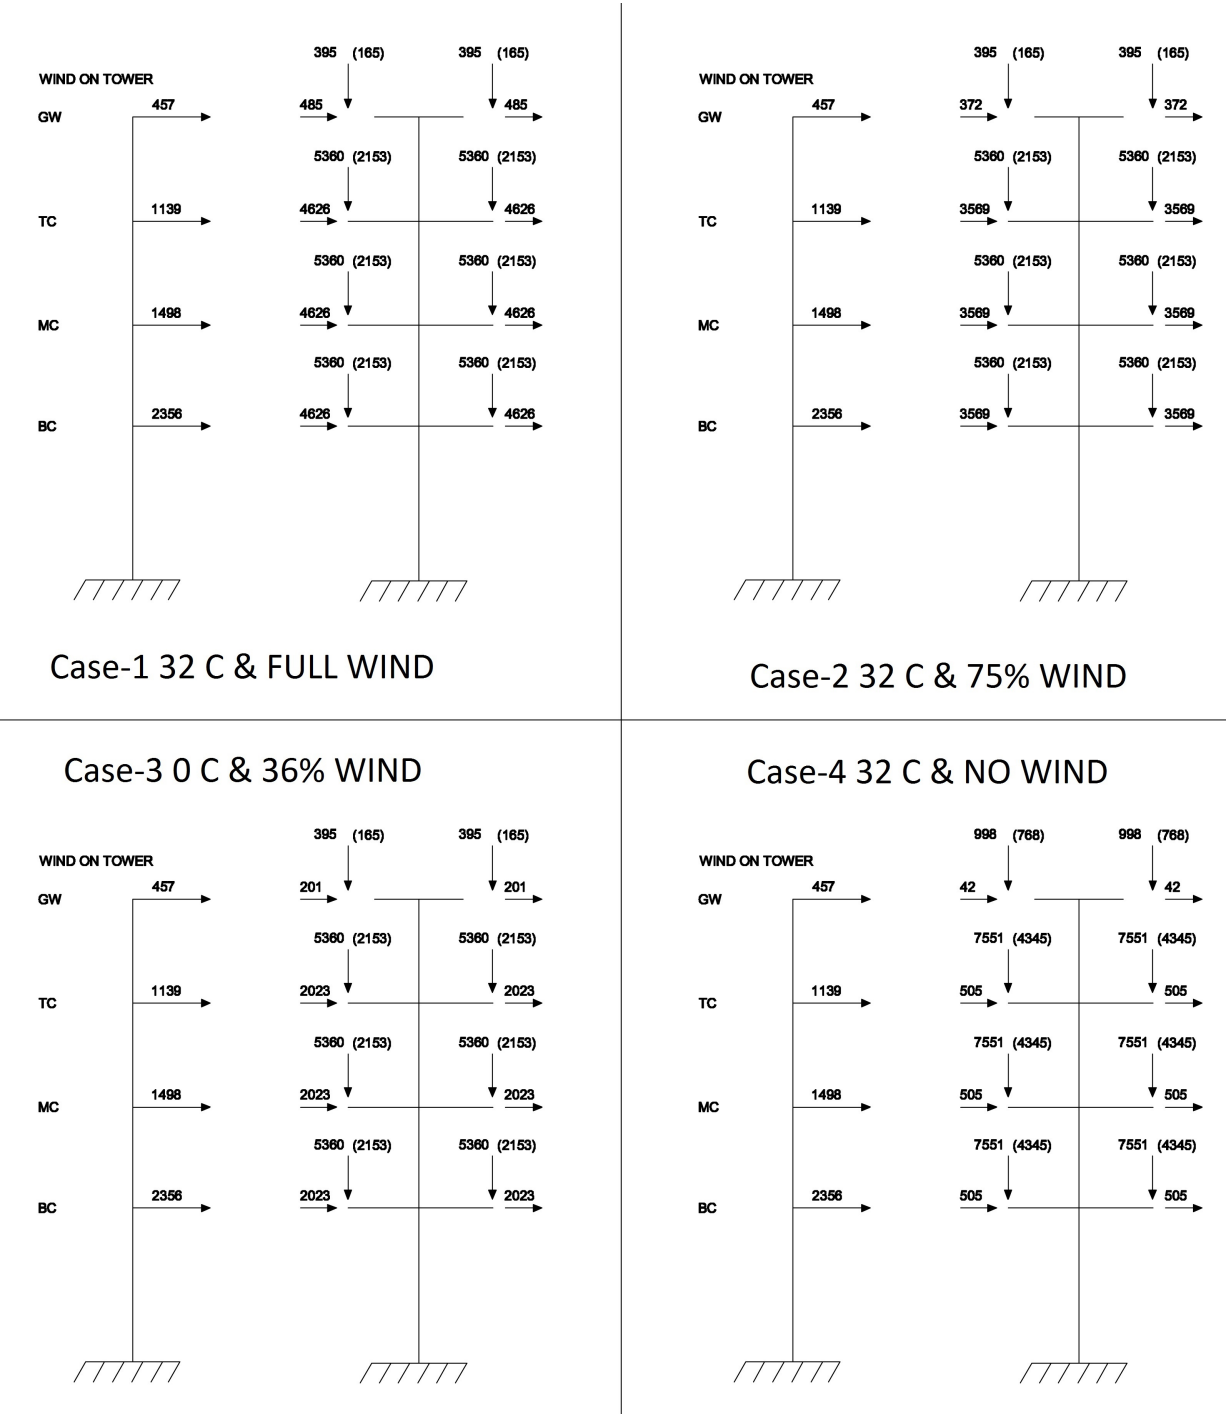 395 (165) 395 (165)
WIND ON TOWER
457 485 485
GW
5360 (2153) 5360 (2153)
1139 4626 4626
TC
5360 (2153) 5360 (2153)
1498 4626 4626
MC
5360 (2153) 5360 (2153)
2356 4626 4626
BC
Case-1 32 C & FULL WIND
395 (165) 395 (165)
WIND ON TOWER
457 372 372
GW
5360 (2153) 5360 (2153)
1139 3569 3569
TC
5360 (2153) 5360 (2153)
1498 3569 3569
MC
5360 (2153) 5360 (2153)
2356 3569 3569
BC
Case-2 32 C & 75% WIND
Case-3 0 C & 36% WIND
395 (165) 395 (165)
WIND ON TOWER
457 201 201
GW
5360 (2153) 5360 (2153)
1139 2023 2023
TC
5360 (2153) 5360 (2153)
1498 2023 2023
MC
5360 (2153) 5360 (2153)
2356 2023 2023
BC
Case-4 32 C & NO WIND
998 (768) 998 (768)
WIND ON TOWER
457 42 42
GW
7551 (4345) 7551 (4345)
1139 505 505
TC
7551 (4345) 7551 (4345)
1498 505 505
MC
7551 (4345) 7551 (4345)
2356 505 505
BC